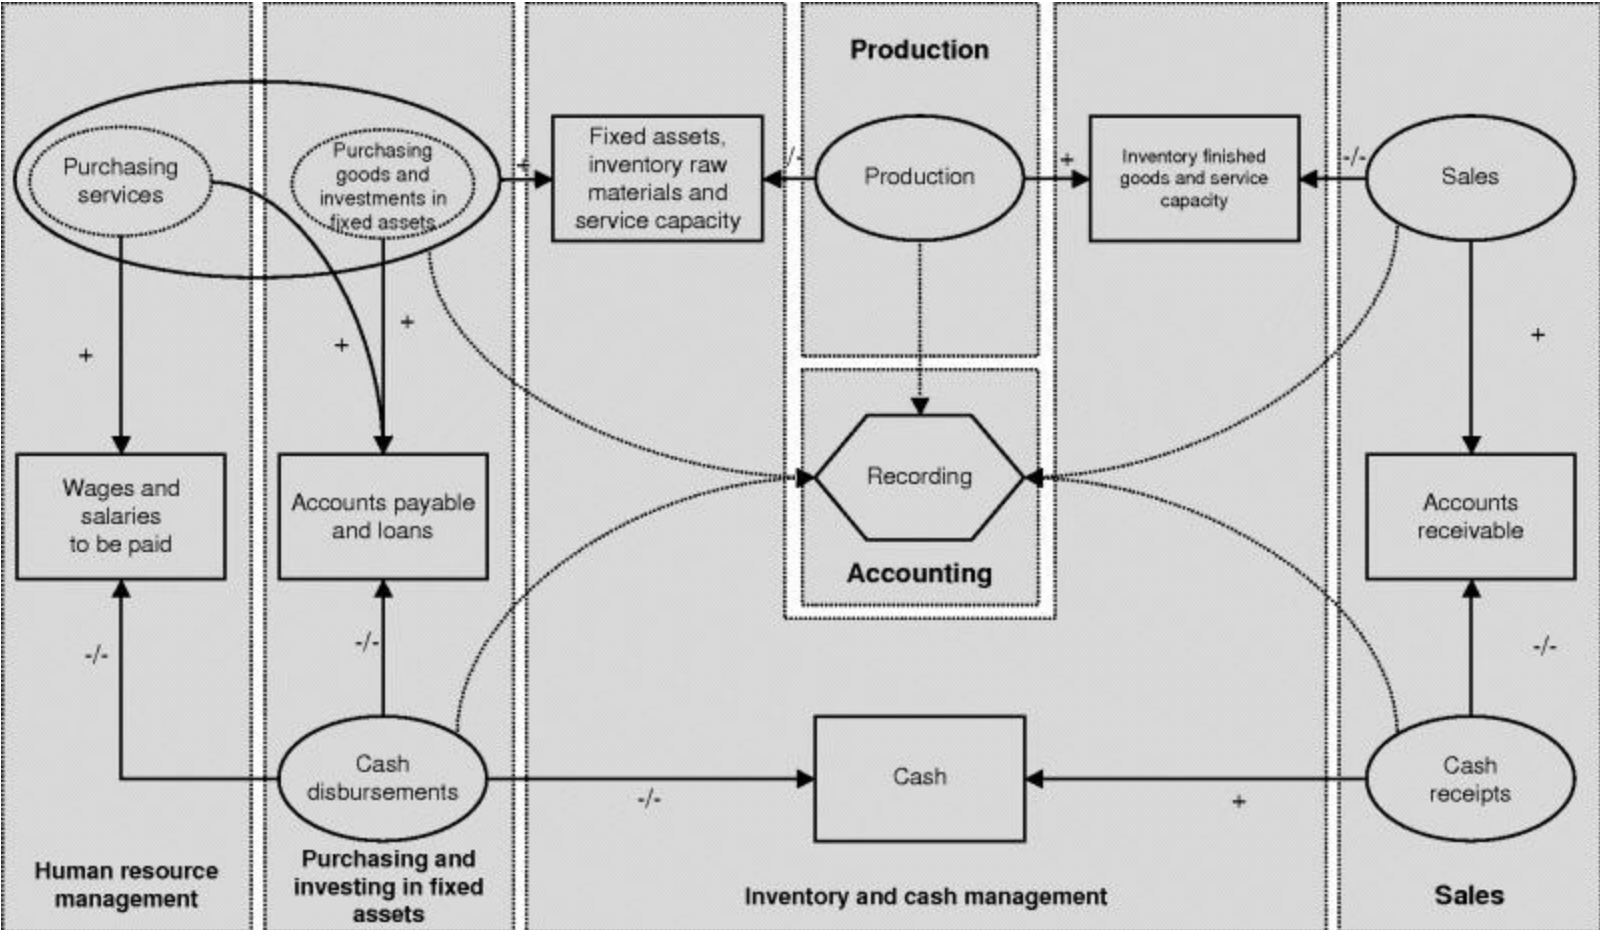 Production
Purchasing
services
Purchasing
goods and
investments in
fixed assets
+
Fixed assets,
inventory raw
materials and
service capacity
-/-
Production
+
Inventory finished
goods and service
capacity
-/-
Sales
+
+
+
+
Wages and
salaries
to be paid
Accounts payable
and loans
Recording
Accounting
Accounts
receivable
-/-
-/-
-/-
Cash
disbursements
-/-
Cash
+
Cash
receipts
Human resource
management
Purchasing and
investing in fixed
assets
Inventory and cash management
Sales